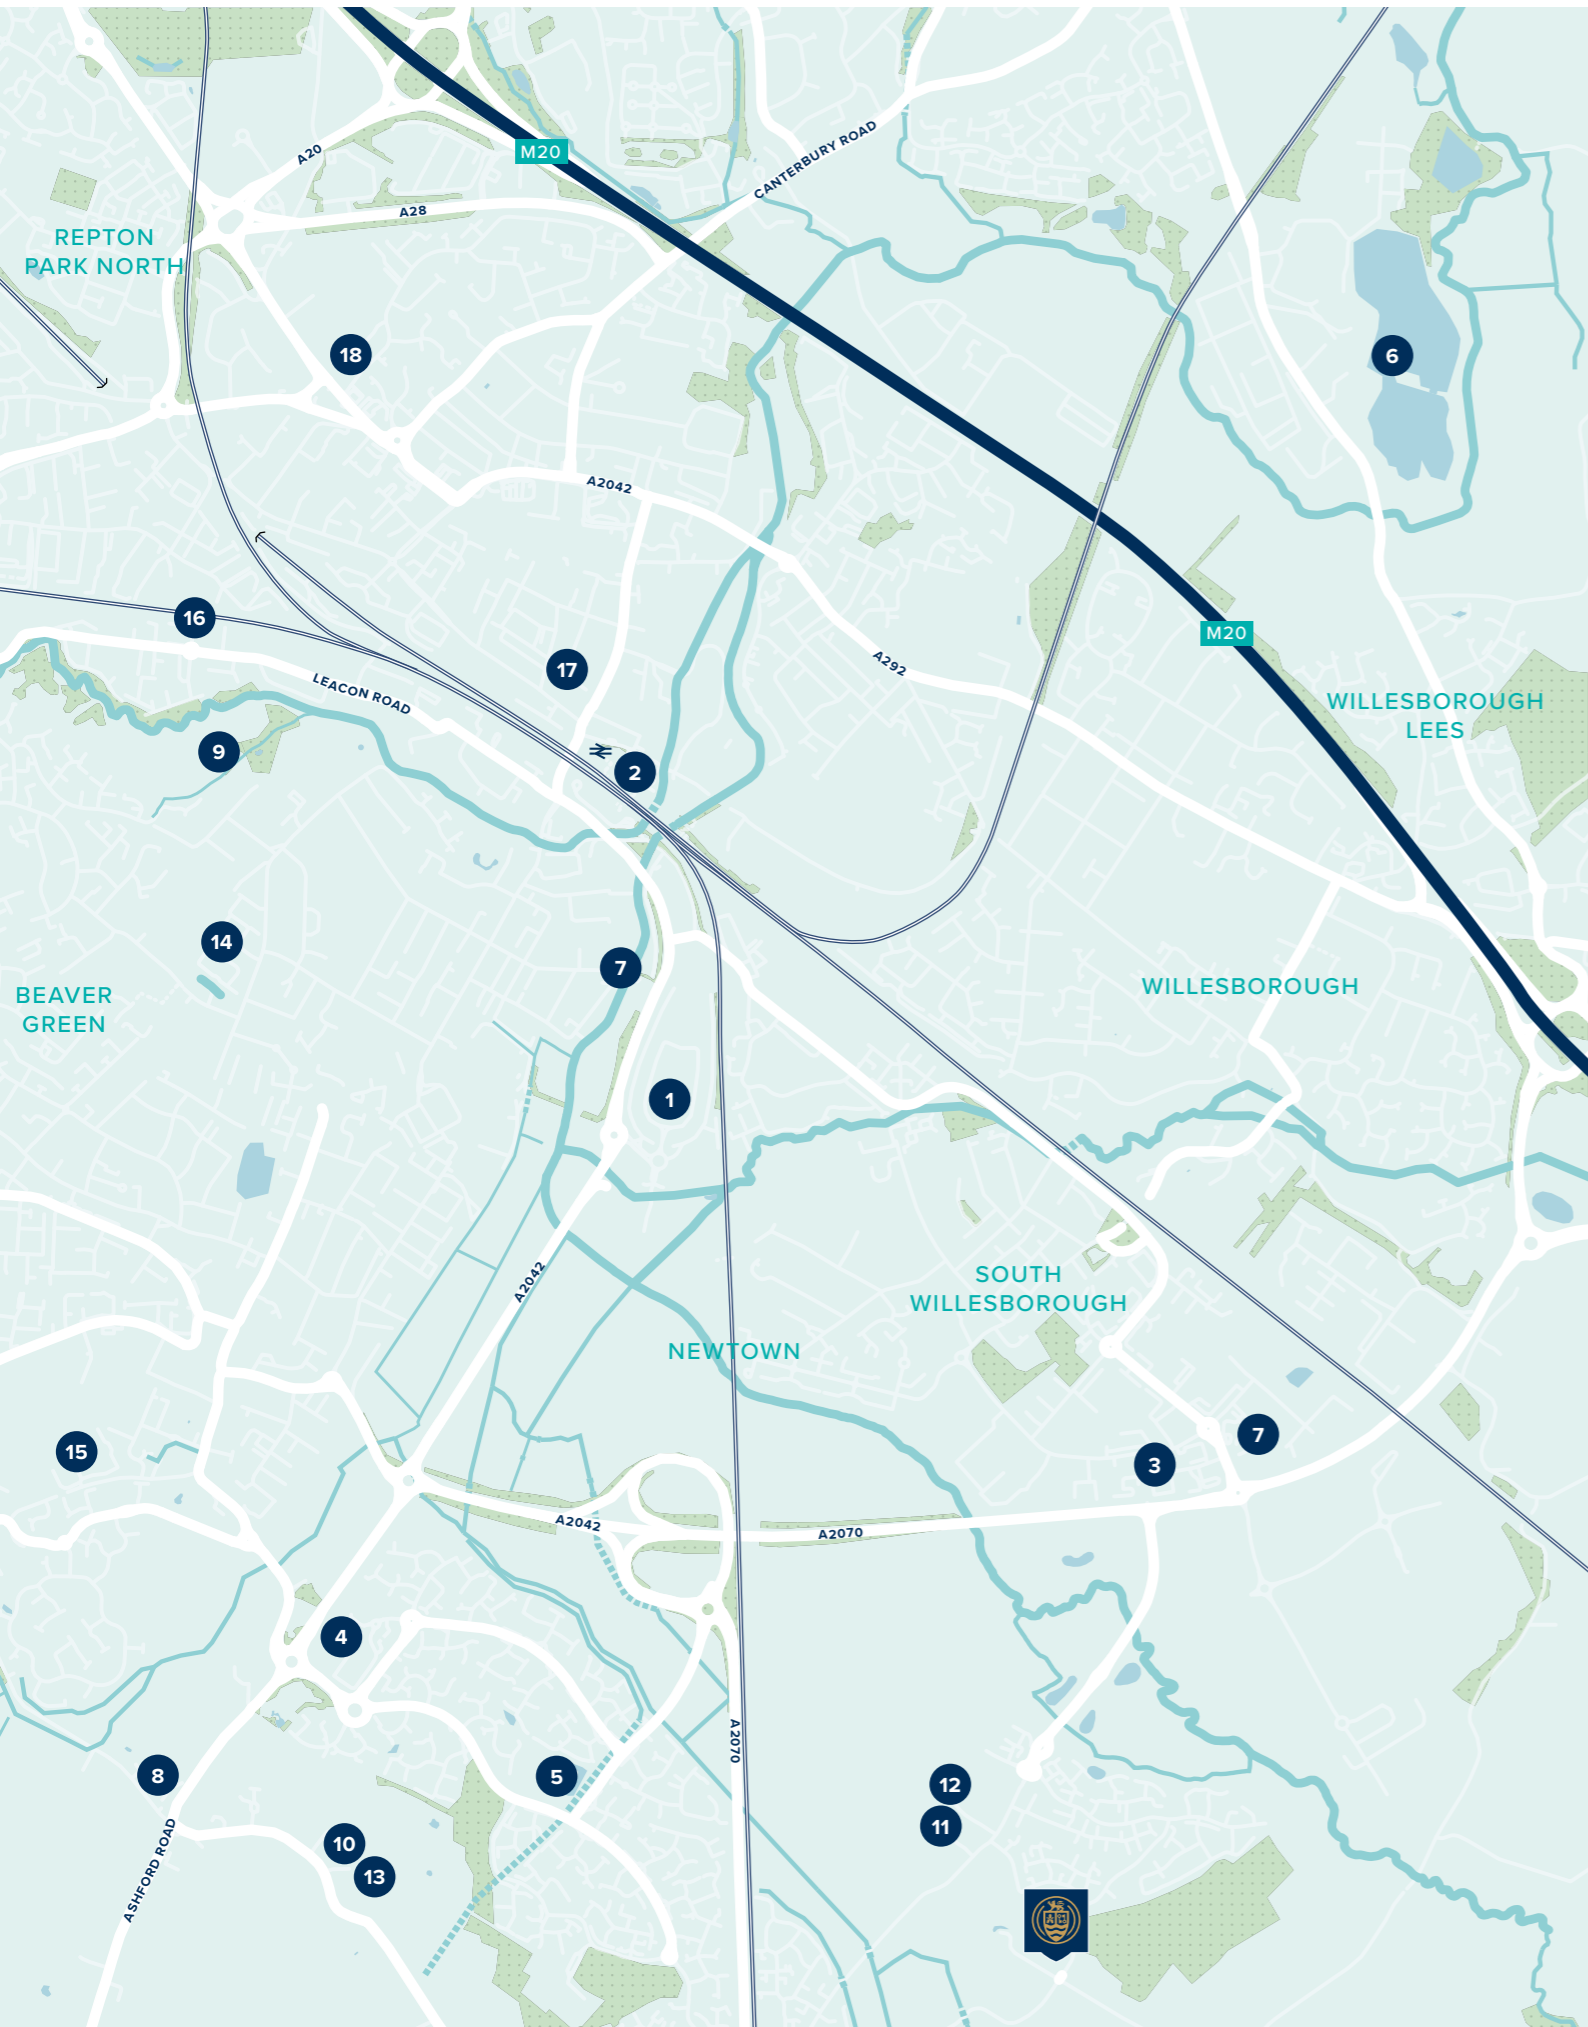 A20
M20
CANTERBURY ROAD
A28
REPTON
PARK NORTH
18
6
A2042
16
M20
17
A292
LEACON ROAD
WILLESBOROUGH
LEES
9
2
14
7
WILLESBOROUGH
BEAVER
GREEN
1
A2042
SOUTH
WILLESBOROUGH
NEWTOWN
7
15
3
A2042
A2070
4
A2070
8
5
12
11
10
13
ASHFORD ROAD